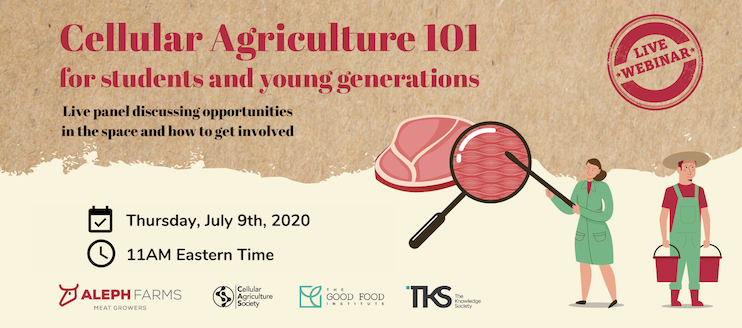 Cellular Agriculture 101
for students and young generations
Live panel discussing opportunities
in the space and how to get involved
LIVE
WEBINAR
Thursday, July 9th, 2020
11AM Eastern Time
ALEPH FARMS
MEAT GROWERS
C A S
Cellular
Agriculture
Society
THE
GOOD FOOD
INSTITUTE
TKS
The
Knowledge
Society